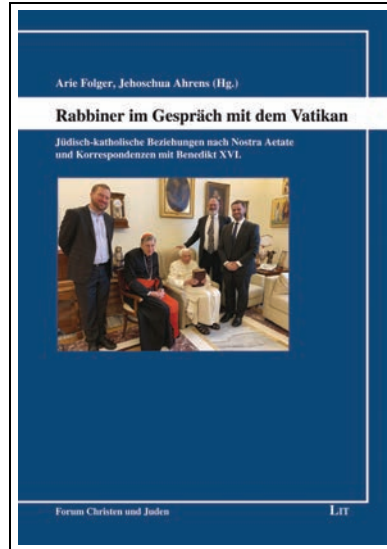 Arie Folger, Jehoschua Ahrens (Hg.)
Rabbiner im Gespräch mit dem Vatikan
Jüdisch-katholische Beziehungen nach Nostra Aetate
und Korrespondenzen mit Benedikt XVI.
Forum Christen und Juden
LIT